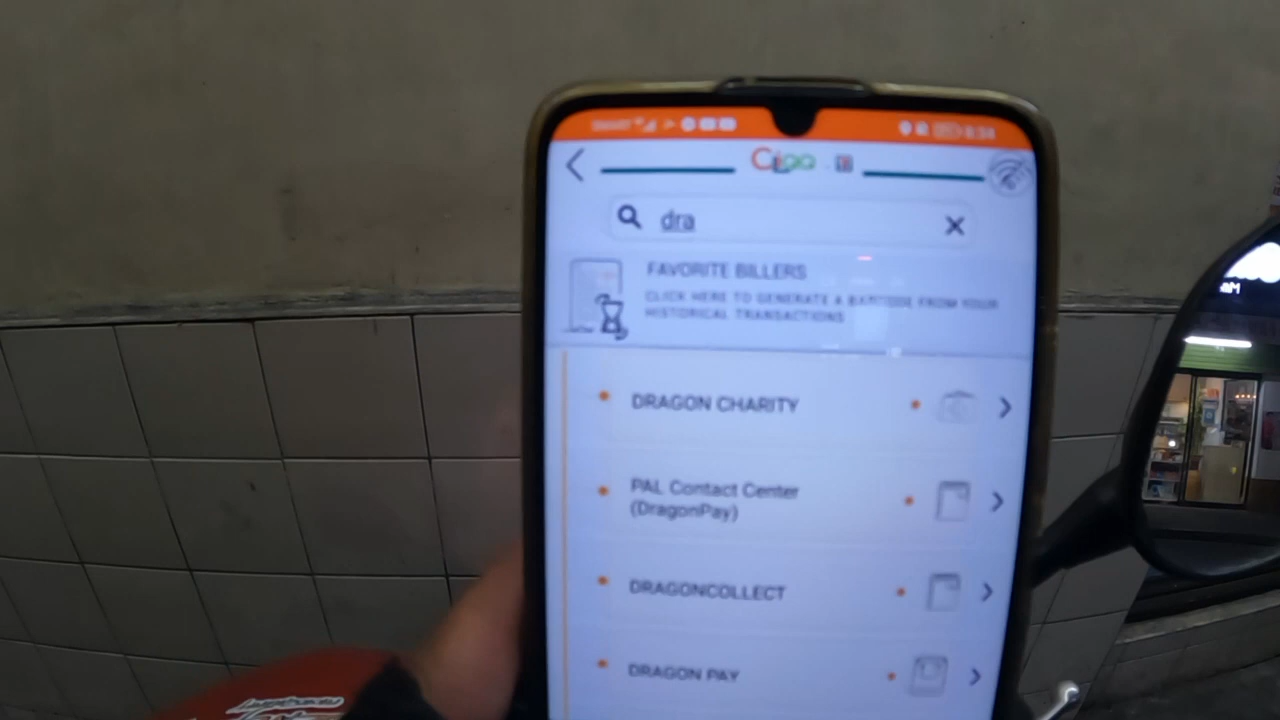 CLiQQ
dra
FAVORITE BILLERS
CLICK HERE TO GENERATE A BARCODE FROM YOUR
HISTORICAL TRANSACTIONS
DRAGON CHARITY
PAL Contact Center
(DragonPay)
DRAGONCOLLECT
DRAGON PAY